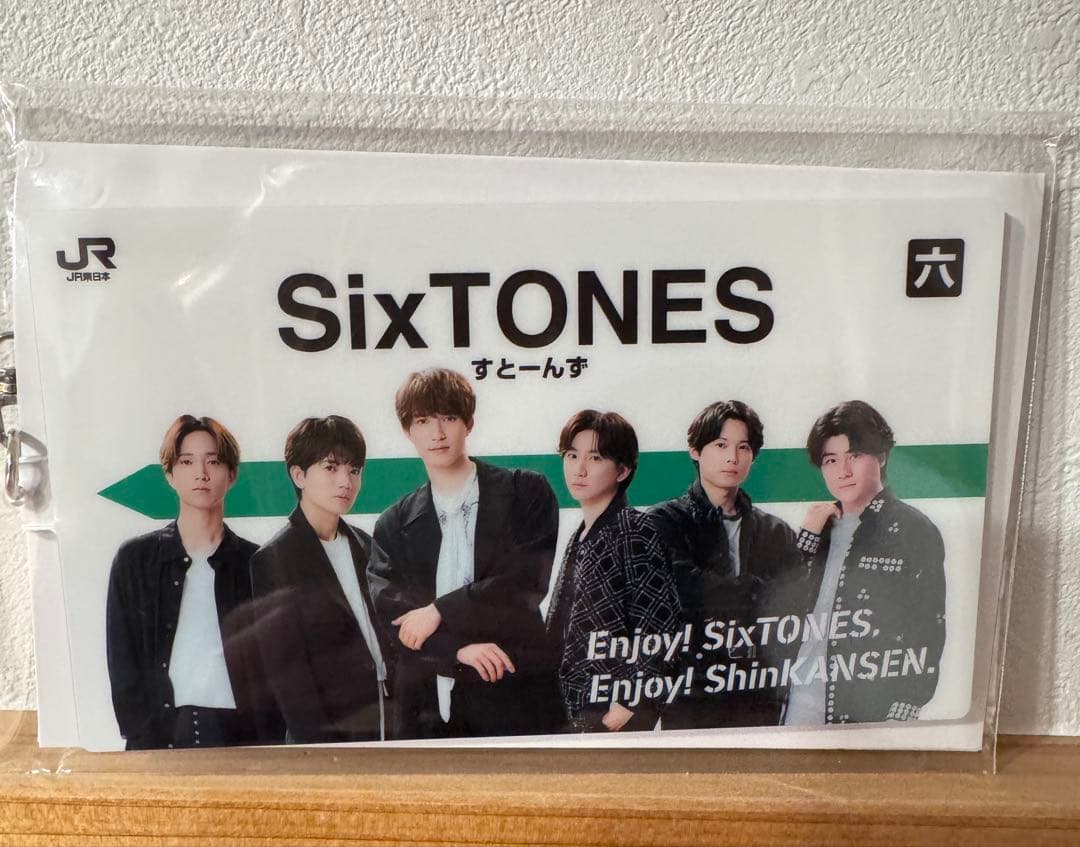 JR
JR東日本
六
SixTONES
すとーんず
Enjoy! SixTONES,
Enjoy! ShinKANSEN.